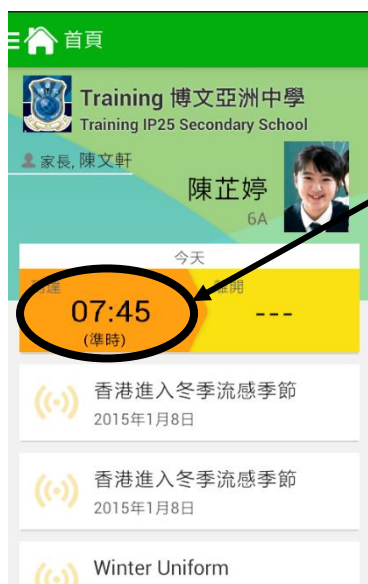 首頁
Training 博文亞洲中學
Training IP25 Secondary School
家長, 陳文軒
陳芷婷
6A
今天
到達
離開
07:45
---
(準時)
香港進入冬季流感季節
2015年1月8日
香港進入冬季流感季節
2015年1月8日
Winter Uniform